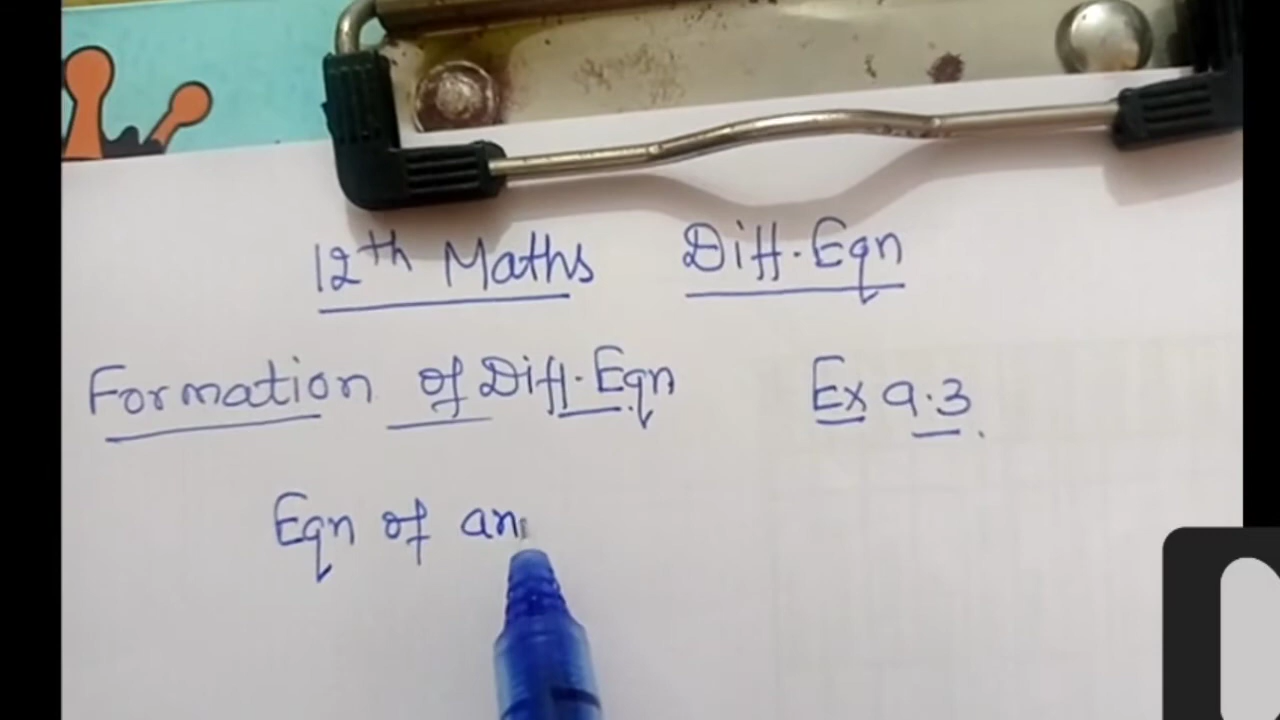 12th Maths Diff. Eqn
Formation of Diff. Eqn Ex 9.3.
Eqn of an